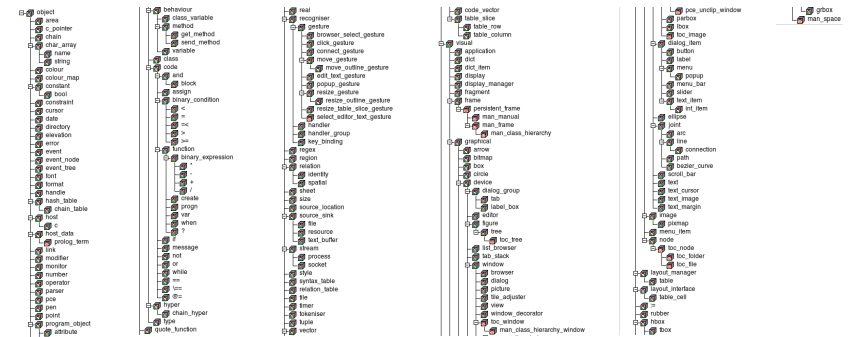 object
area
c_pointer
chain
char_array
name
string
colour
colour_map
constant
bool
constraint
cursor
date
directory
elevation
error
event
event_node
event_tree
font
format
handle
hash_table
chain_table
host
c
host_data
prolog_term
link
modifier
monitor
number
operator
parser
pce
pen
point
program_object
attribute
behaviour
class_variable
method
get_method
send_method
variable
class
code
and
block
assign
binary_condition
<
=
=<
>
>=
function
binary_expression
*
-
+
/
create
progn
var
when
?
if
message
not
or
while
==
\==
@=
hyper
chain_hyper
type
quote_function
real
recogniser
gesture
browser_select_gesture
click_gesture
connect_gesture
move_gesture
move_outline_gesture
edit_text_gesture
popup_gesture
resize_gesture
resize_outline_gesture
resize_table_slice_gesture
select_editor_text_gesture
handler
handler_group
key_binding
regex
region
relation
identity
spatial
sheet
size
source_location
source_sink
file
resource
text_buffer
stream
process
socket
style
syntax_table
relation_table
tile
timer
tokeniser
tuple
vector
code_vector
table_slice
table_row
table_column
visual
application
dict
dict_item
display
display_manager
fragment
frame
persistent_frame
man_manual
man_frame
man_class_hierarchy
graphical
arrow
bitmap
box
circle
device
dialog_group
tab
label_box
editor
figure
tree
toc_tree
list_browser
tab_stack
window
browser
dialog
picture
tile_adjuster
view
window_decorator
toc_window
man_class_hierarchy_window
pce_unclip_window
parbox
lbox
toc_image
dialog_item
button
label
menu
popup
menu_bar
slider
text_item
int_item
ellipse
joint
arc
line
connection
path
bezier_curve
scroll_bar
text
text_cursor
text_image
text_margin
image
pixmap
menu_item
node
toc_node
toc_folder
toc_file
layout_manager
table
layout_interface
table_cell
:=
rubber
hbox
tbox
grbox
man_space